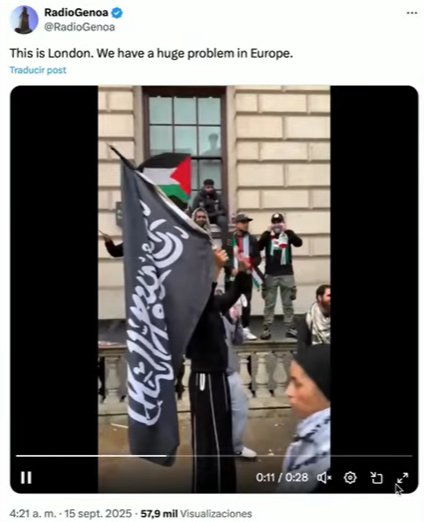 RadioGenoa
@RadioGenoa
This is London. We have a huge problem in Europe.
Traducir post
0:11 / 0:28
4:21 a. m. · 15 sept. 2025 · 57,9 mil Visualizaciones